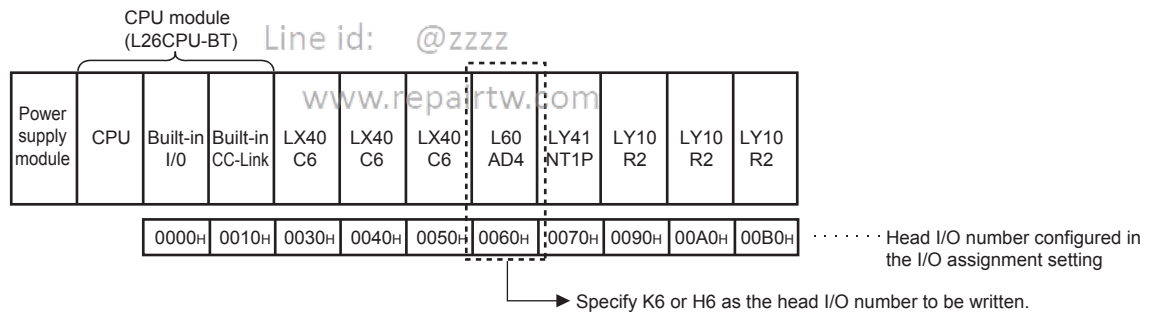 CPU module
(L26CPU-BT)
Line id: @zzzz
www.repairtw.com
Power
supply
module
CPU
Built-in
I/0
Built-in
CC-Link
LX40
C6
LX40
C6
LX40
C6
L60
AD4
LY41
NT1P
LY10
R2
LY10
R2
LY10
R2
0000H
0010H
0030H
0040H
0050H
0060H
0070H
0090H
00A0H
00B0H
Head I/O number configured in
the I/O assignment setting
Specify K6 or H6 as the head I/O number to be written.